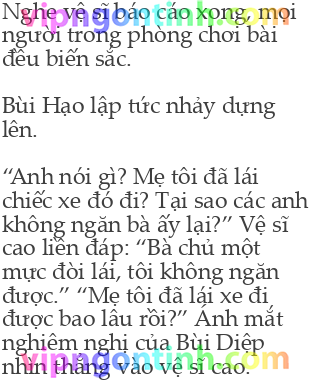 Nghe vệ sĩ báo cáo xong, mọi
người trong phòng chơi bài
đều biến sắc.
Bùi Hạo lập tức nhảy dựng
lên.
“Anh nói gì? Mẹ tôi đã lái
chiếc xe đó đi? Tại sao các anh
không ngăn bà ấy lại?” Vệ sĩ
cao liền đáp: “Bà chủ một
mực đòi lái, tôi không ngăn
được.” “Mẹ tôi đã lái xe đi
được bao lâu rồi?” Ánh mắt
nghiêm nghị của Bùi Diệp
nhìn thẳng vào vệ sĩ cao.
vipngontinh.com
vipngontinh.com